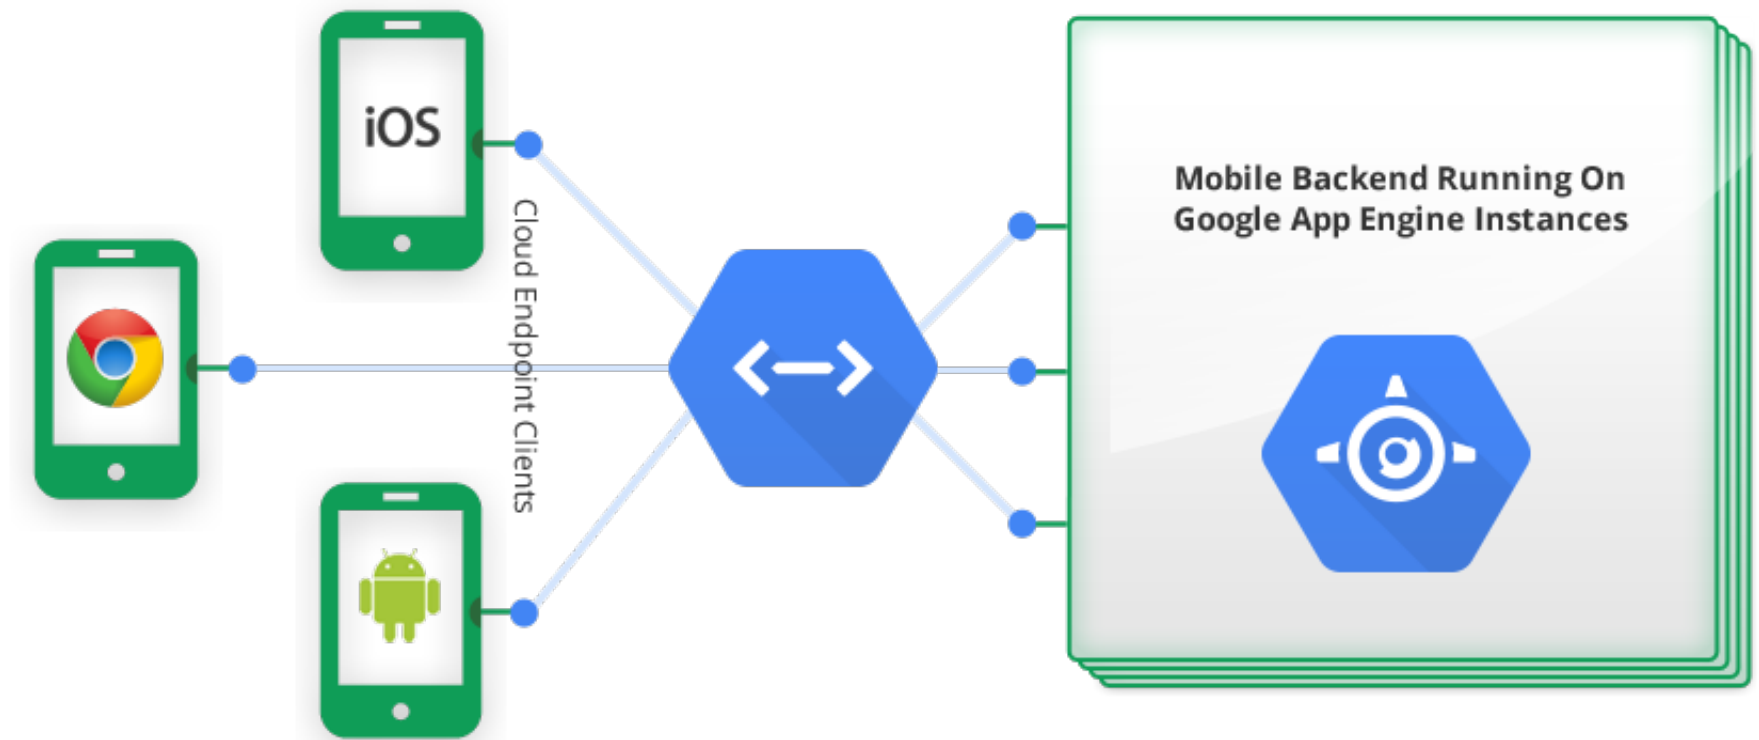 iOS
Cloud Endpoint Clients
Mobile Backend Running On
Google App Engine Instances